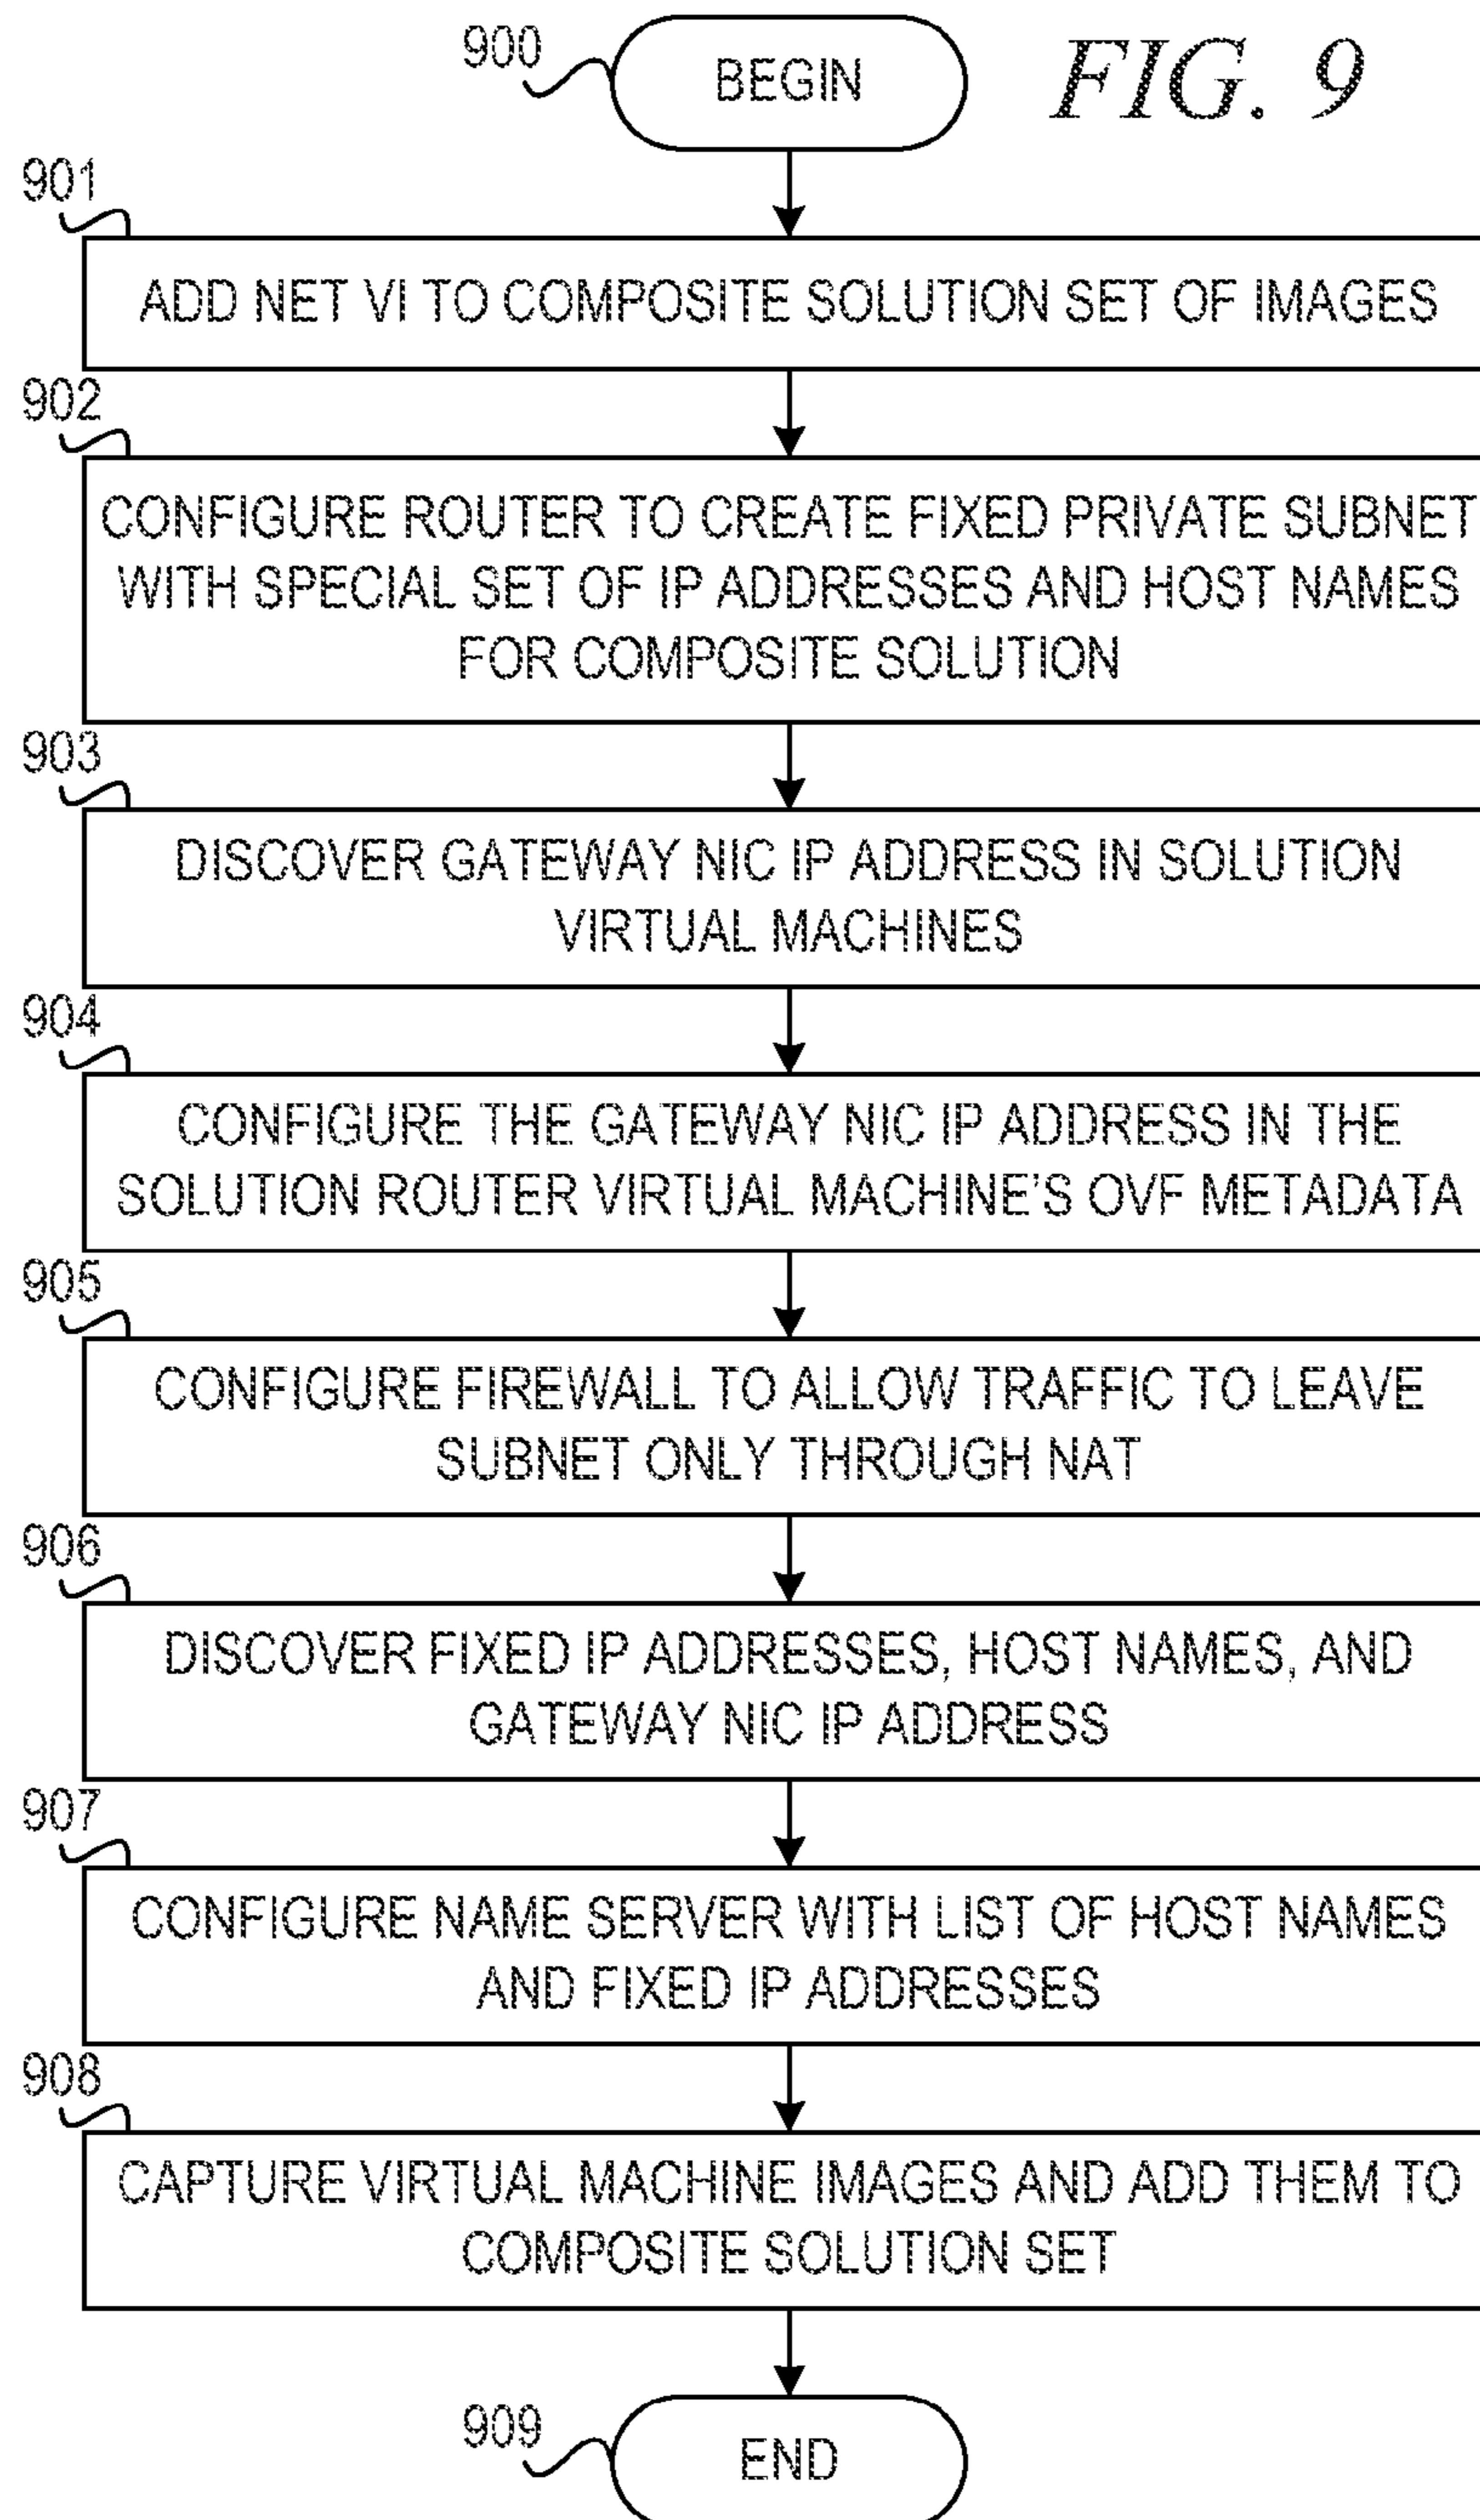 900
BEGIN
FIG. 9
901
ADD NET VI TO COMPOSITE SOLUTION SET OF IMAGES
902
CONFIGURE ROUTER TO CREATE FIXED PRIVATE SUBNET
WITH SPECIAL SET OF IP ADDRESSES AND HOST NAMES
FOR COMPOSITE SOLUTION
903
DISCOVER GATEWAY NIC IP ADDRESS IN SOLUTION
VIRTUAL MACHINES
904
CONFIGURE THE GATEWAY NIC IP ADDRESS IN THE
SOLUTION ROUTER VIRTUAL MACHINE'S OVF METADATA
905
CONFIGURE FIREWALL TO ALLOW TRAFFIC TO LEAVE
SUBNET ONLY THROUGH NAT
906
DISCOVER FIXED IP ADDRESSES, HOST NAMES, AND
GATEWAY NIC IP ADDRESS
907
CONFIGURE NAME SERVER WITH LIST OF HOST NAMES
AND FIXED IP ADDRESSES
908
CAPTURE VIRTUAL MACHINE IMAGES AND ADD THEM TO
COMPOSITE SOLUTION SET
909
END